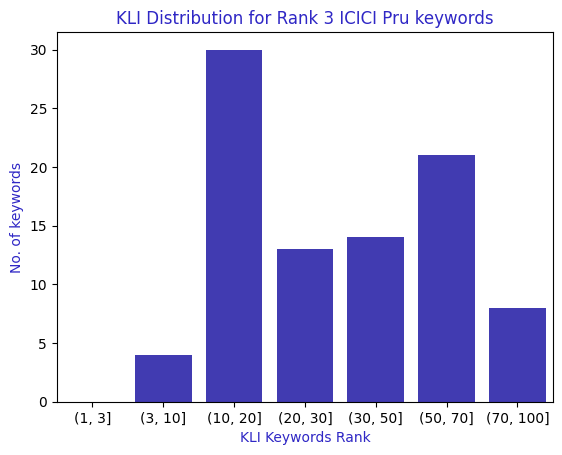 KLI Distribution for Rank 3 ICICI Pru keywords
No. of keywords
30
25
20
15
10
5
0
(1, 3] (3, 10] (10, 20] (20, 30] (30, 50] (50, 70] (70, 100]
KLI Keywords Rank